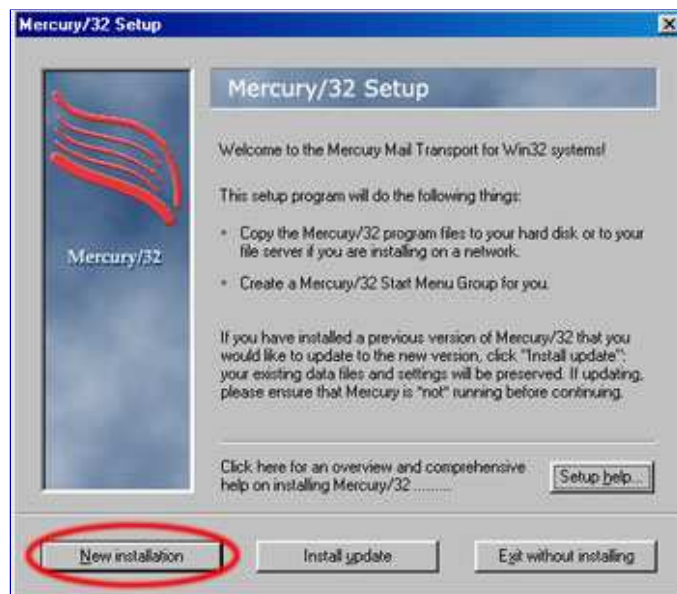 Mercury/32 Setup
Mercury/32 Setup
Mercury/32
Welcome to the Mercury Mail Transport for Win32 systems!
This setup program will do the following things:
• Copy the Mercury/32 program files to your hard disk or to your
file server if you are installing on a network.
• Create a Mercury/32 Start Menu Group for you.
If you have installed a previous version of Mercury/32 that you
would like to update to the new version, click "Install update":
your existing data files and settings will be preserved. If updating,
please ensure that Mercury is *not* running before continuing.
Click here for an overview and comprehensive
help on installing Mercury/32 .........
Setup help...
New installation
Install update
Exit without installing